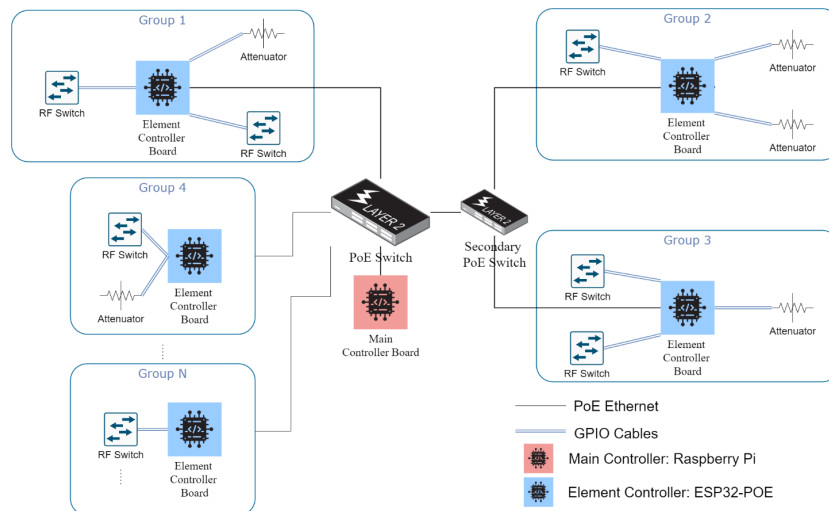 Group 1
Attenuator
RF Switch
Element
Controller
Board
RF Switch
Group 2
RF Switch
Attenuator
Element
Controller
Board
Attenuator
Group 4
RF Switch
Attenuator
Element
Controller
Board
LAYER 2
PoE Switch
LAYER 2
Secondary
PoE Switch
Main
Controller Board
Group 3
RF Switch
RF Switch
Element
Controller
Board
Attenuator
Group N
RF Switch
Element
Controller
Board
PoE Ethernet
GPIO Cables
Main Controller: Raspberry Pi
Element Controller: ESP32-POE